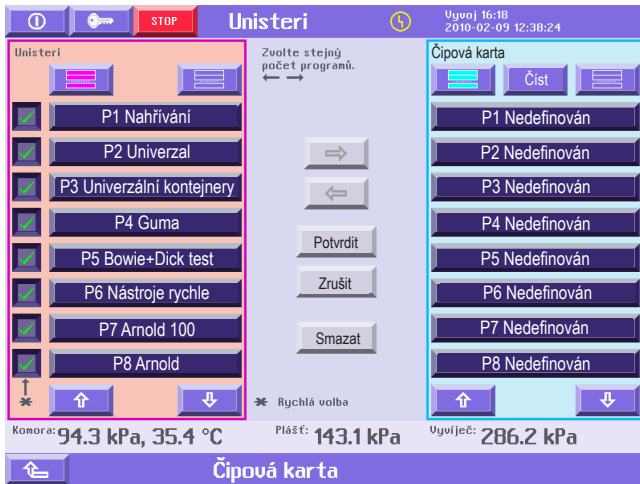 STOP
Unisteri
Vyvoj 16:18
2010-02-09 12:38:24
Unisteri
Zvolte stejný
počet programů.
Čipová karta
Číst
P1 Nahřívání
P2 Univerzal
P3 Univerzální kontejnery
P4 Guma
P5 Bowie+Dick test
P6 Nástroje rychle
P7 Arnold 100
P8 Arnold
Potvrdit
Zrušit
Smazat
P1 Nedefinován
P2 Nedefinován
P3 Nedefinován
P4 Nedefinován
P5 Nedefinován
P6 Nedefinován
P7 Nedefinován
P8 Nedefinován
Rychlá volba
Komora: 94.3 kPa, 35.4 °C
Plášť: 143.1 kPa
Vyvíječ: 286.2 kPa
Čipová karta